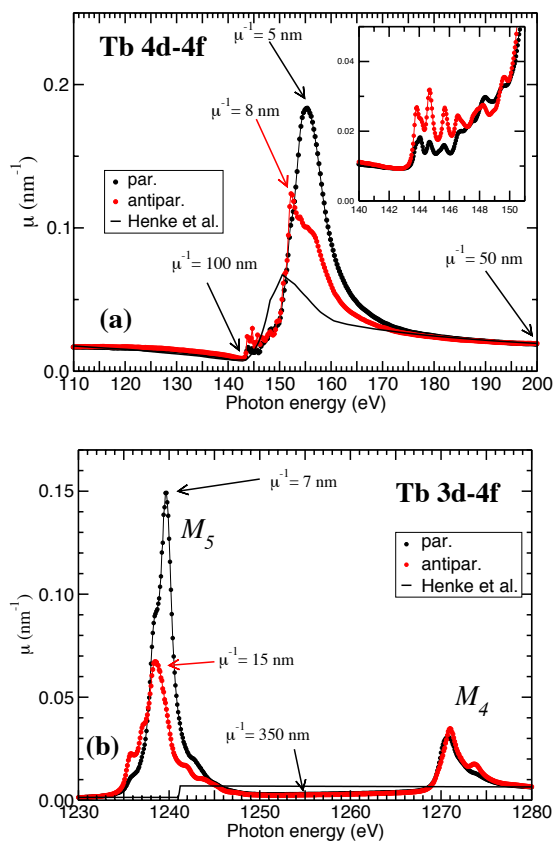 Tb 4d-4f
μ⁻¹= 5 nm
μ⁻¹= 8 nm
par.
antipar.
Henke et al.
μ⁻¹= 100 nm
μ⁻¹= 50 nm
(a)
μ (nm⁻¹)
0.2
0.1
0.0
110 120 130 140 150 160 170 180 190 200
Photon energy (eV)
0.04
0.02
0.01
0.00
140 142 144 146 148 150
Tb 3d-4f
μ⁻¹= 7 nm
M₅
par.
antipar.
Henke et al.
μ⁻¹= 15 nm
μ⁻¹= 350 nm
M₄
(b)
μ (nm⁻¹)
0.15
0.10
0.05
0.00
1230 1240 1250 1260 1270 1280
Photon energy (eV)